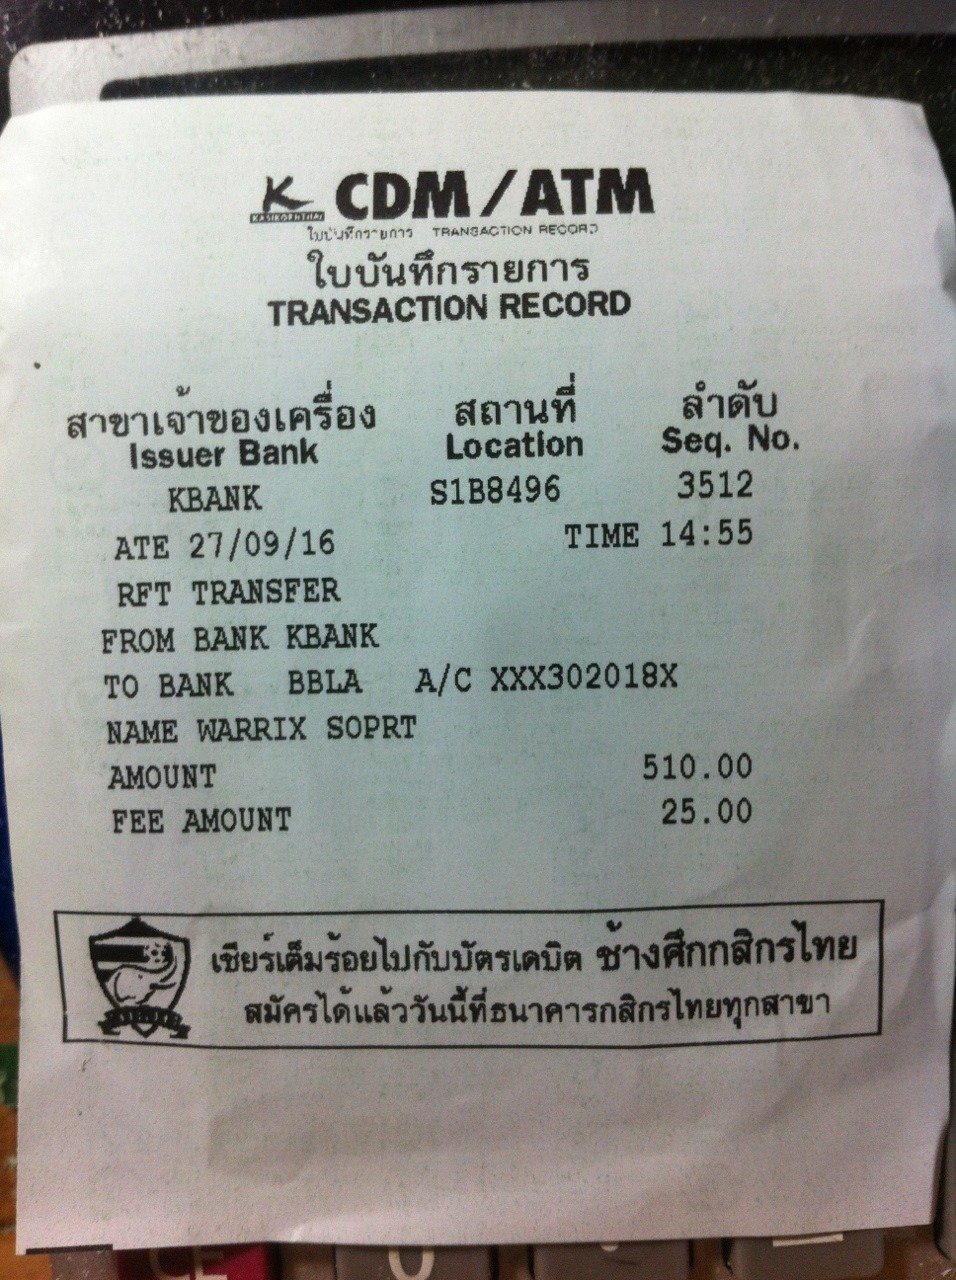 K CDM/ATM
KASIKORNTHAI
ใบบันทึกรายการ TRANSACTION RECORD
ใบบันทึกรายการ
TRANSACTION RECORD
สาขาเจ้าของเครื่อง สถานที่ ลำดับ
Issuer Bank Location Seq. No.
KBANK S1B8496 3512
ATE 27/09/16 TIME 14:55
RFT TRANSFER
FROM BANK KBANK
TO BANK BBLA A/C XXX302018X
NAME WARRIX SOPRT
AMOUNT 510.00
FEE AMOUNT 25.00
เชียร์เต็มร้อยไปกับบัตรเดบิต ช้างศึกกสิกรไทย
สมัครได้แล้ววันนี้ที่ธนาคารกสิกรไทยทุกสาขา